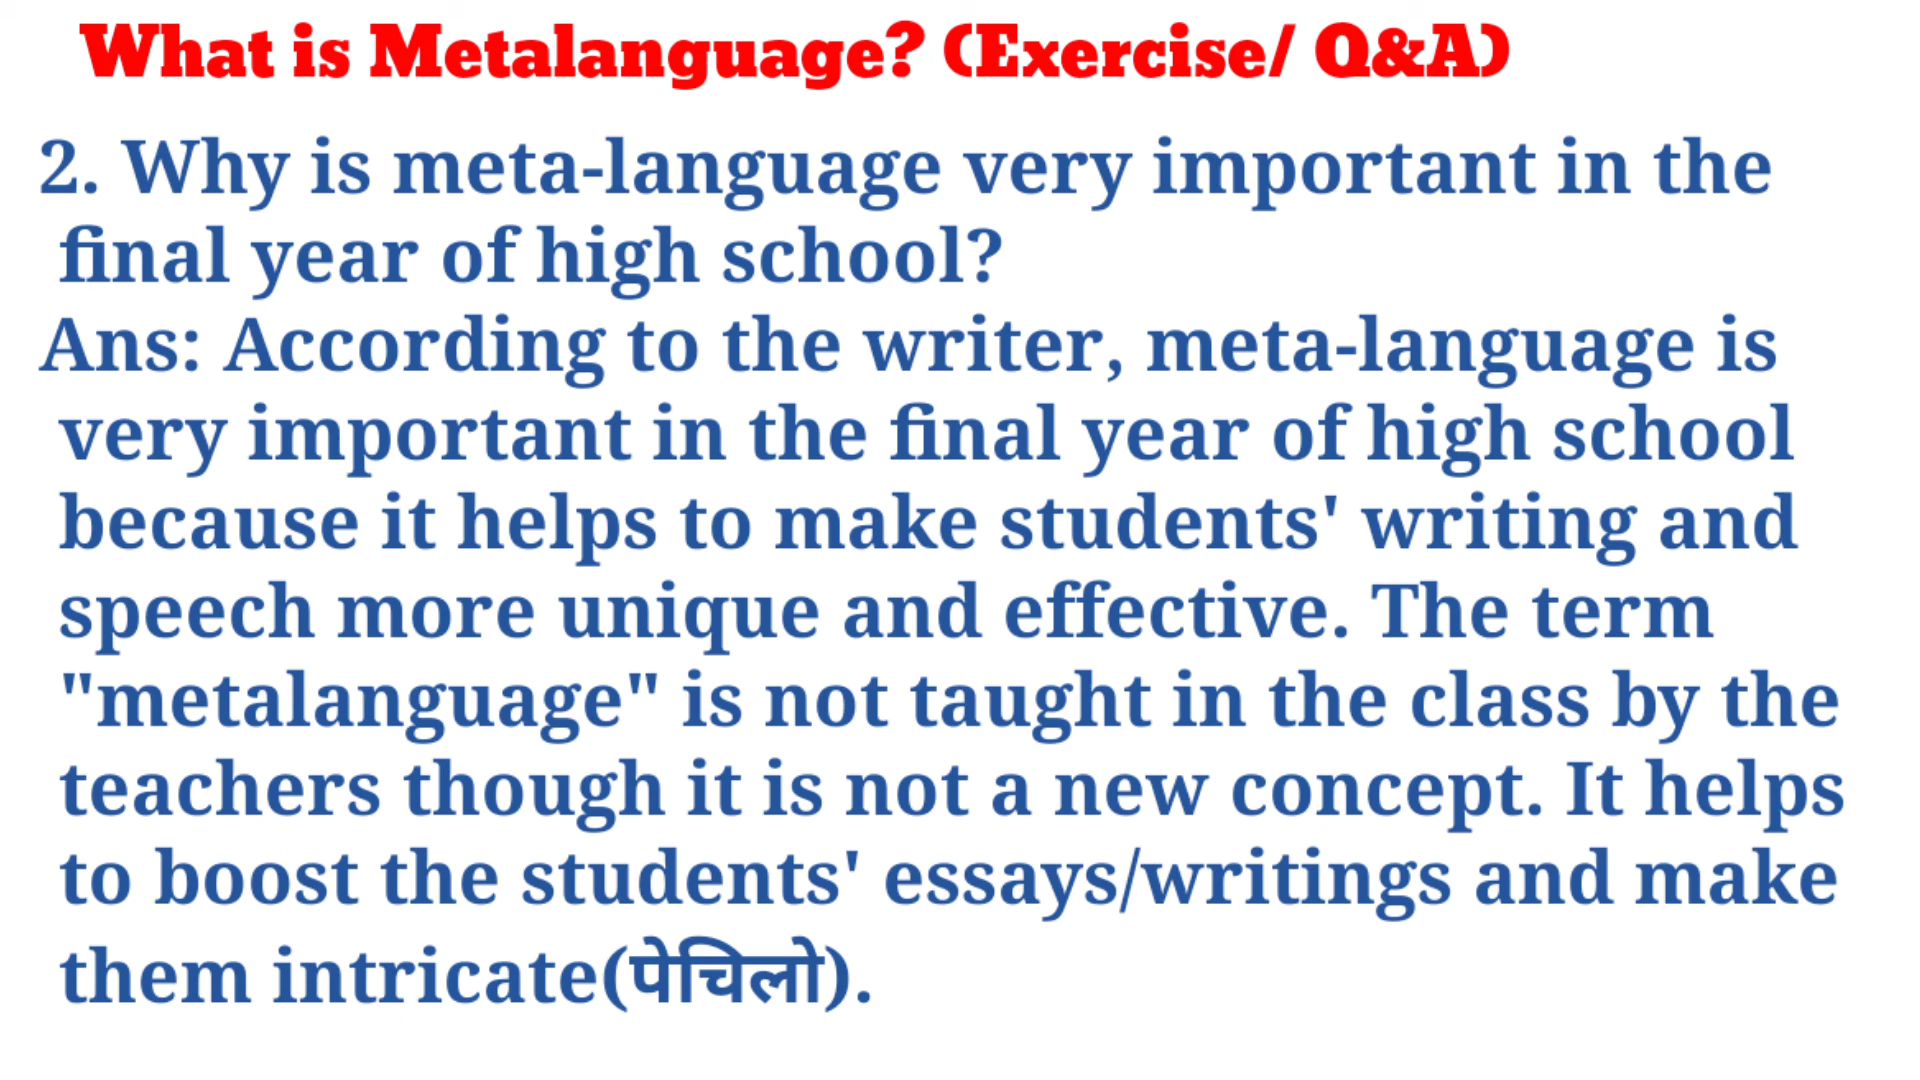 What is Metalanguage? (Exercise/ Q&A)
2. Why is meta-language very important in the
final year of high school?
Ans: According to the writer, meta-language is
very important in the final year of high school
because it helps to make students' writing and
speech more unique and effective. The term
"metalanguage" is not taught in the class by the
teachers though it is not a new concept. It helps
to boost the students' essays/writings and make
them intricate(पेचिलो).